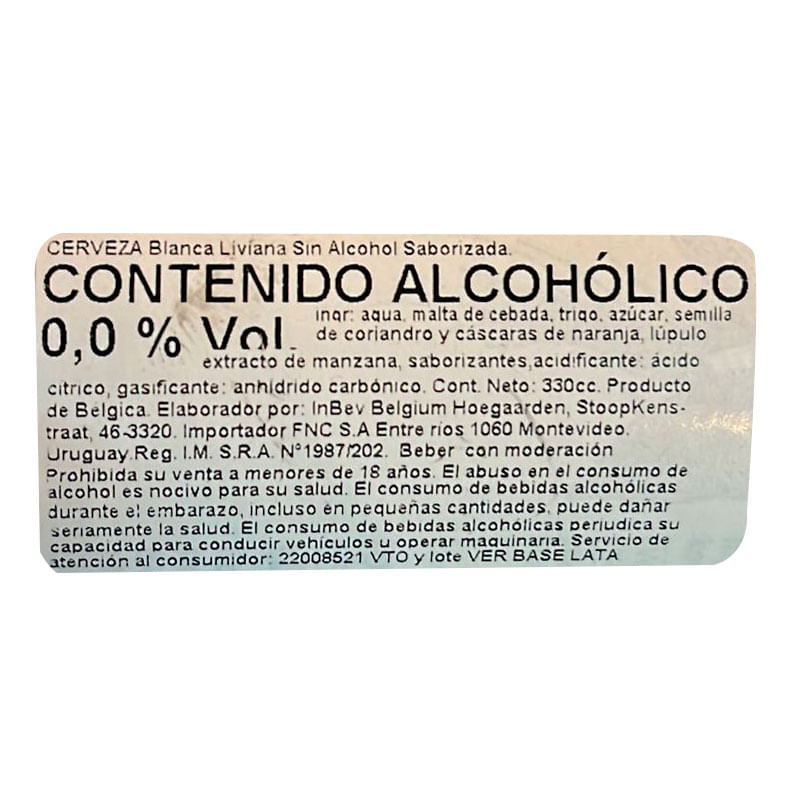 CERVEZA Blanca Liviana Sin Alcohol Saborizada.
CONTENIDO ALCOHÓLICO
0,0 % Vol. ingr: agua, malta de cebada, trigo, azúcar, semilla
de coriandro y cáscaras de naranja, lúpulo
extracto de manzana, saborizantes,acidificante: ácido
cítrico, gasificante: anhídrido carbónico. Cont. Neto: 330cc. Producto
de Bélgica. Elaborador por: InBev Belgium Hoegaarden, StoopKens-
traat, 46-3320. Importador FNC S.A Entre ríos 1060 Montevideo.
Uruguay.Reg. I.M. S.R.A. N°1987/202. Beber con moderación
Prohibida su venta a menores de 18 años. El abuso en el consumo de
alcohol es nocivo para su salud. El consumo de bebidas alcohólicas
durante el embarazo, incluso en pequeñas cantidades, puede dañar
seriamente la salud. El consumo de bebidas alcohólicas perjudica su
capacidad para conducir vehículos u operar maquinaria. Servicio de
atención al consumidor: 22008521 VTO y lote VER BASE LATA